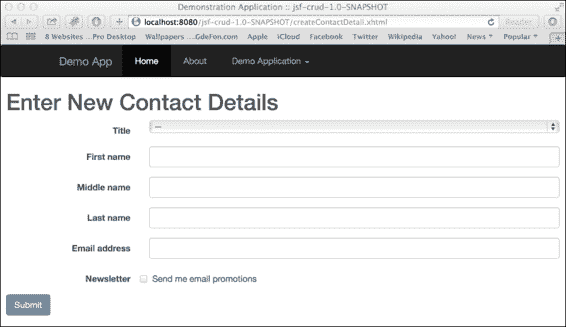 Demonstration Application :: jsf-crud-1.0-SNAPSHOT
localhost:8080/jsf-crud-1.0-SNAPSHOT/createContactDetail.xhtml
Reader
8 Websites ...Pro Desktop Wallpapers ...GdeFon.com Apple iCloud Facebook Twitter Wikipedia Yahoo! News Popular
Demo App Home About Demo Application
Enter New Contact Details
Title —
First name
Middle name
Last name
Email address
Newsletter Send me email promotions
Submit